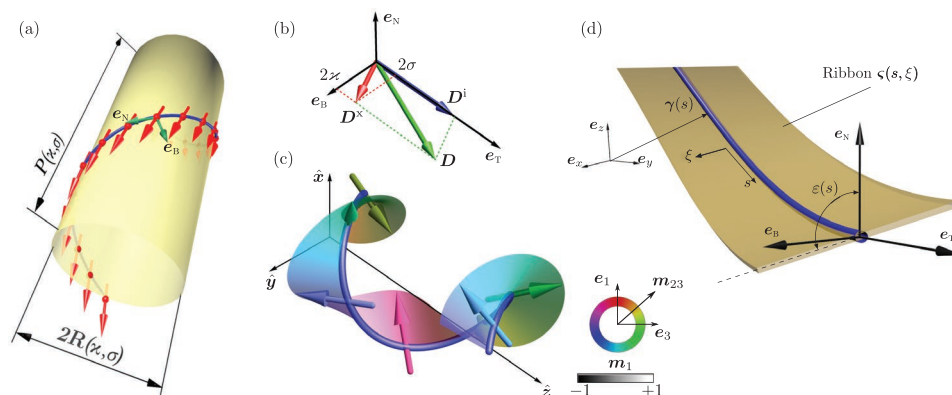 (a)
P(ϰ,σ)
e_N
e_B
2R(ϰ,σ)
(b)
e_N
2ϰ
2σ
e_B
D^x
D^i
D
e_T
(c)
x̂
ŷ
ẑ
(d)
Ribbon ς(s, ξ)
γ(s)
e_z
e_x
e_y
ξ
s
e_N
ε(s)
e_B
e_T
e_1
m_23
e_3
m_1
−1 +1